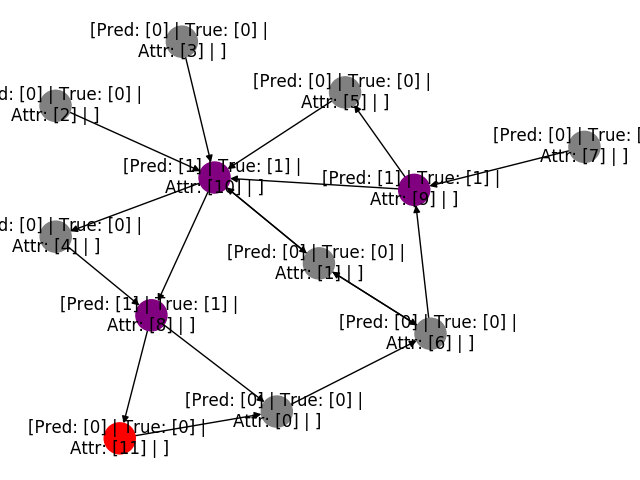 [Pred: [0] | True: [0] |
Attr: [3] | ]
[Pred: [0] | True: [0] |
Attr: [5] | ]
d: [0] | True: [0] |
Attr: [2] | ]
[Pred: [0] | True: [0] |
Attr: [7] | ]
[Pred: [1] | True: [1] |
Attr: [10] | ]
[Pred: [1] | True: [1] |
Attr: [9] | ]
d: [0] | True: [0] |
Attr: [4] | ]
[Pred: [0] | True: [0] |
Attr: [1] | ]
[Pred: [1] | True: [1] |
Attr: [8] | ]
[Pred: [0] | True: [0] |
Attr: [6] | ]
[Pred: [0] | True: [0] |
Attr: [0] | ]
[Pred: [0] | True: [0] |
Attr: [11] | ]